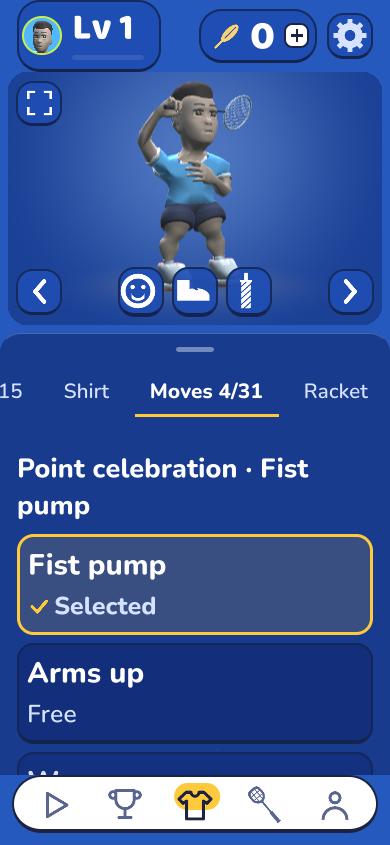 Lv 1
0
15
Shirt
Moves 4/31
Racket
Point celebration · Fist
pump
Fist pump
Selected
Arms up
Free